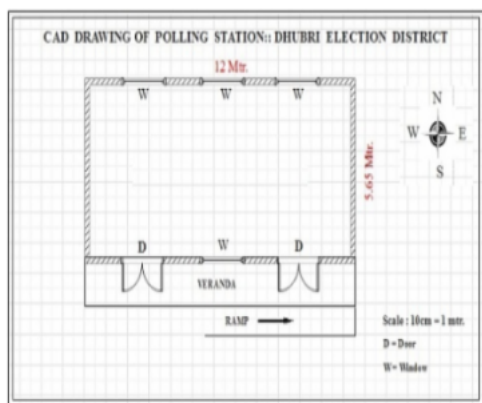 CAD DRAWING OF POLLING STATION:: DHUBRI ELECTION DISTRICT
12 Mtr.
W W W
N
W E
S
5.65 Mtr.
D W D
VERANDA
RAMP
Scale : 10cm = 1 mtr.
D = Door
W= Window